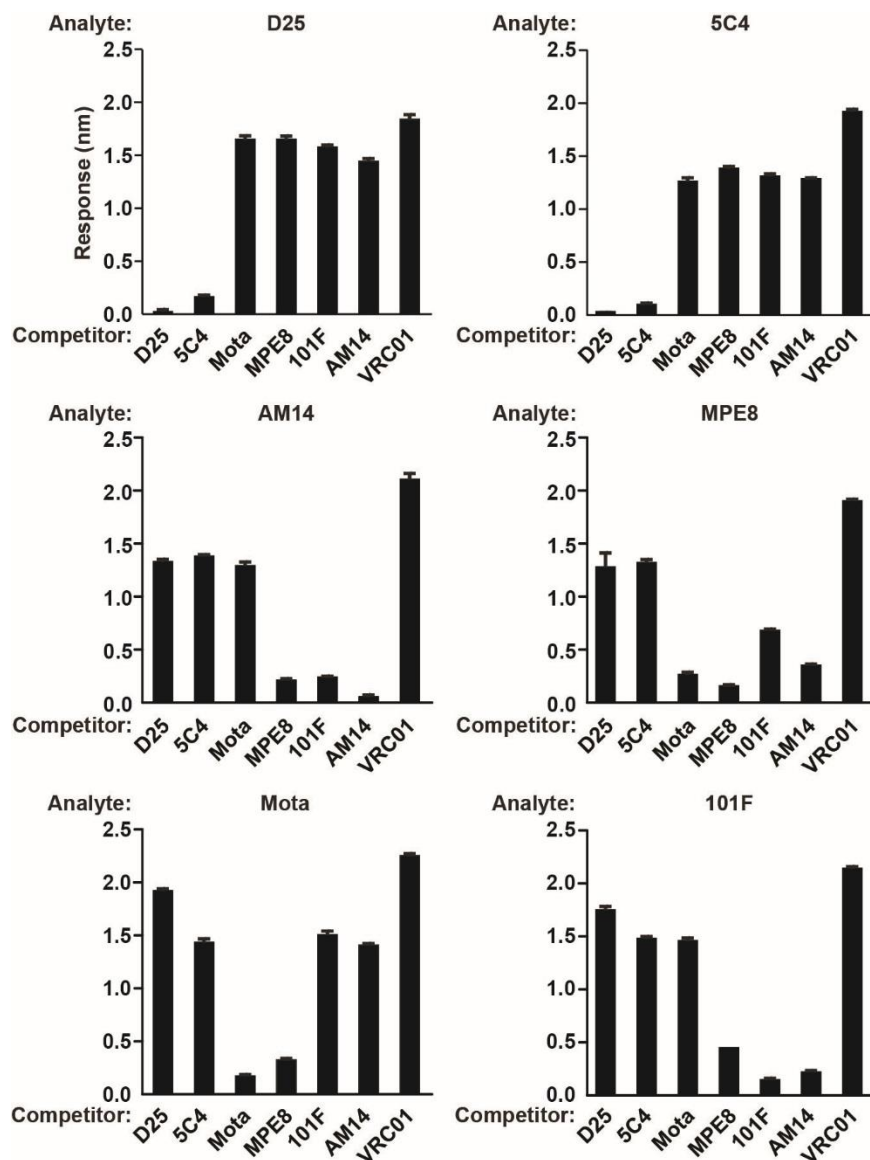 Analyte: D25
2.5
2.0
1.5
1.0
0.5
0.0
Response (nm)
Competitor: D25 5C4 Mota MPE8 101F AM14 VRC01
Analyte: 5C4
2.5
2.0
1.5
1.0
0.5
0.0
Competitor: D25 5C4 Mota MPE8 101F AM14 VRC01
Analyte: AM14
2.5
2.0
1.5
1.0
0.5
0.0
Competitor: D25 5C4 Mota MPE8 101F AM14 VRC01
Analyte: MPE8
2.5
2.0
1.5
1.0
0.5
0.0
Competitor: D25 5C4 Mota MPE8 101F AM14 VRC01
Analyte: Mota
2.5
2.0
1.5
1.0
0.5
0.0
Competitor: D25 5C4 Mota MPE8 101F AM14 VRC01
Analyte: 101F
2.5
2.0
1.5
1.0
0.5
0.0
Competitor: D25 5C4 Mota MPE8 101F AM14 VRC01